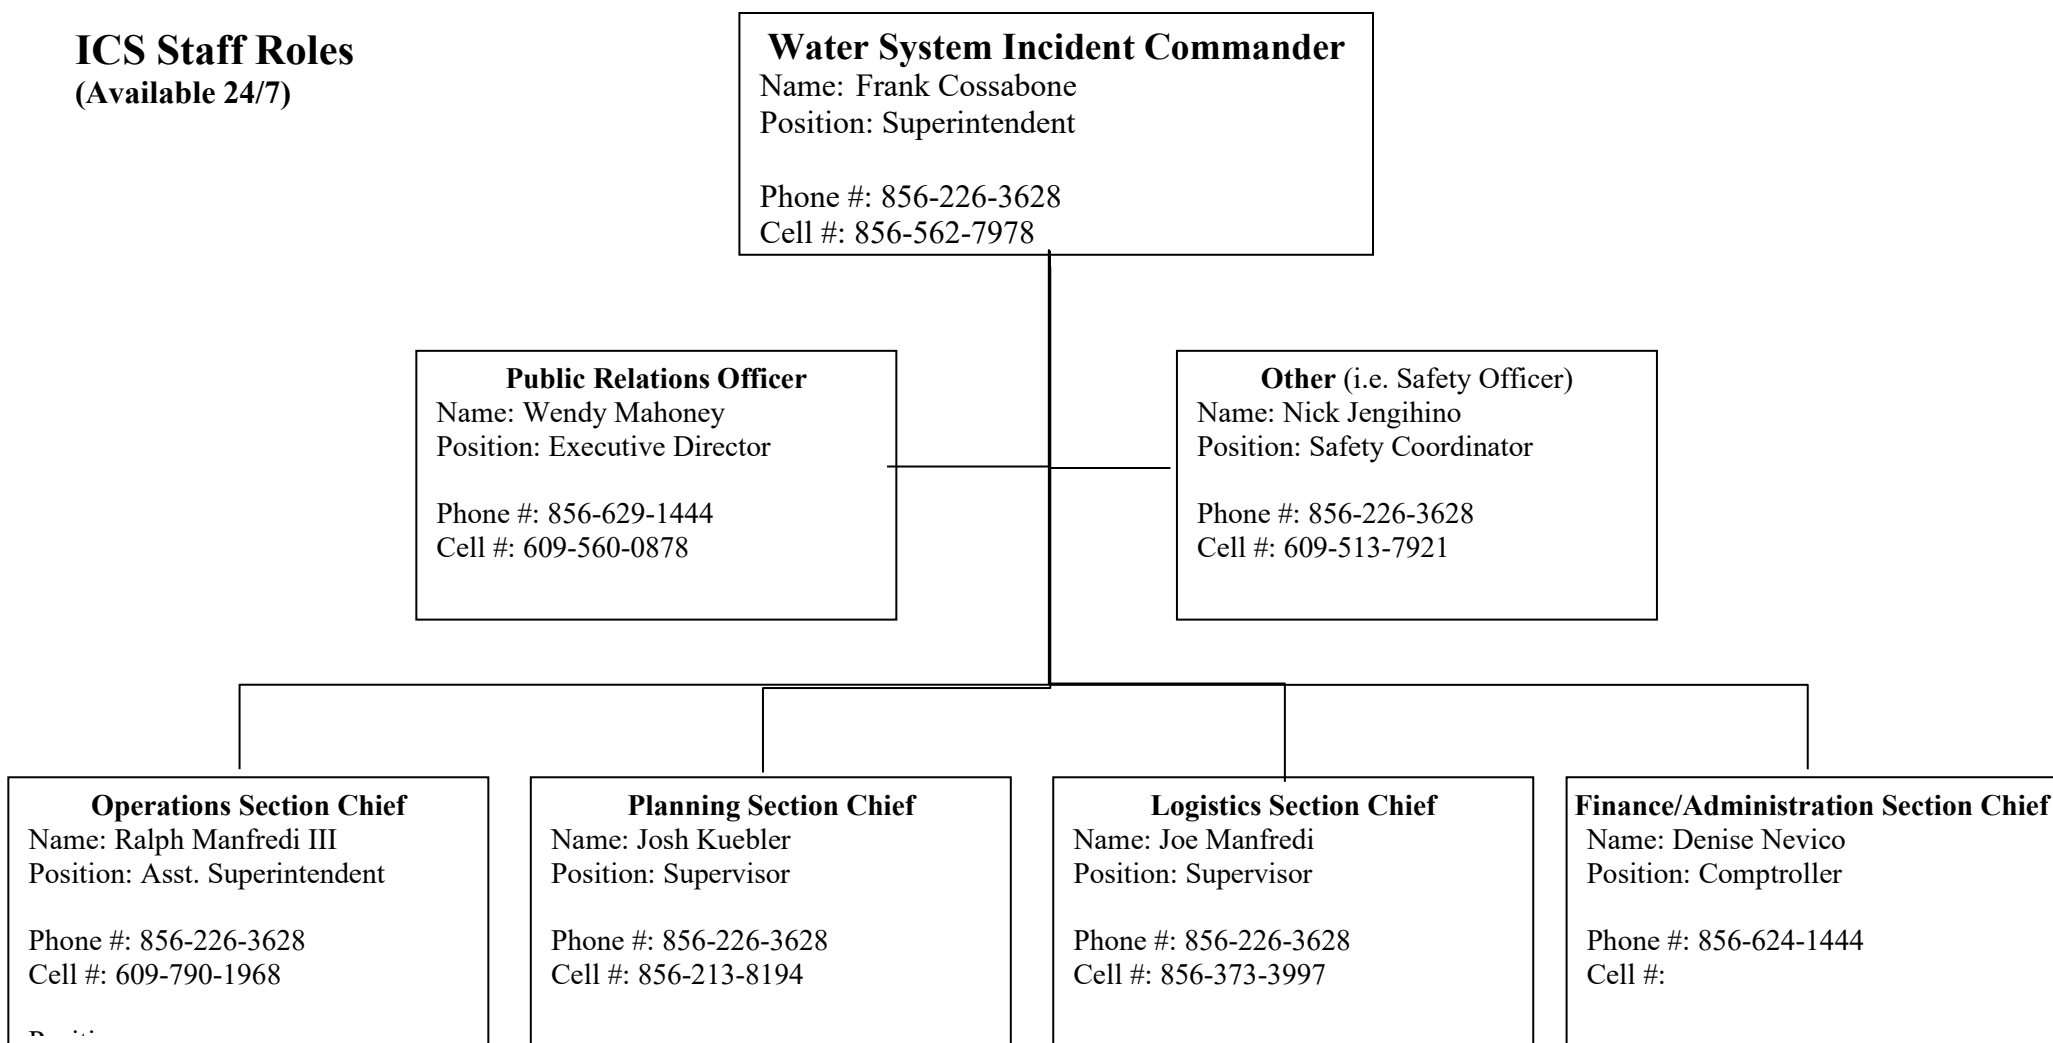 ICS Staff Roles
(Available 24/7)
Water System Incident Commander
Name: Frank Cossabone
Position: Superintendent
Phone #: 856-226-3628
Cell #: 856-562-7978
Public Relations Officer
Name: Wendy Mahoney
Position: Executive Director
Phone #: 856-629-1444
Cell #: 609-560-0878
Other (i.e. Safety Officer)
Name: Nick Jengihino
Position: Safety Coordinator
Phone #: 856-226-3628
Cell #: 609-513-7921
Operations Section Chief
Name: Ralph Manfredi III
Position: Asst. Superintendent
Phone #: 856-226-3628
Cell #: 609-790-1968
Planning Section Chief
Name: Josh Kuebler
Position: Supervisor
Phone #: 856-226-3628
Cell #: 856-213-8194
Logistics Section Chief
Name: Joe Manfredi
Position: Supervisor
Phone #: 856-226-3628
Cell #: 856-373-3997
Finance/Administration Section Chief
Name: Denise Nevico
Position: Comptroller
Phone #: 856-624-1444
Cell #: